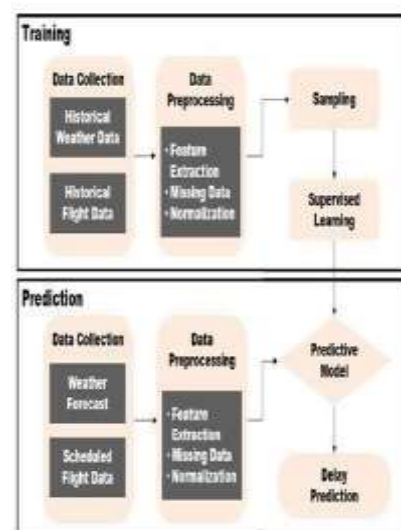 Training
Data Collection
Historical
Weather Data
Historical
Flight Data
Data
Preprocessing
• Feature
Extraction
• Missing Data
• Normalization
Sampling
Supervised
Learning
Prediction
Data Collection
Weather
Forecast
Scheduled
Flight Data
Data
Preprocessing
• Feature
Extraction
• Missing Data
• Normalization
Predictive
Model
Delay
Prediction